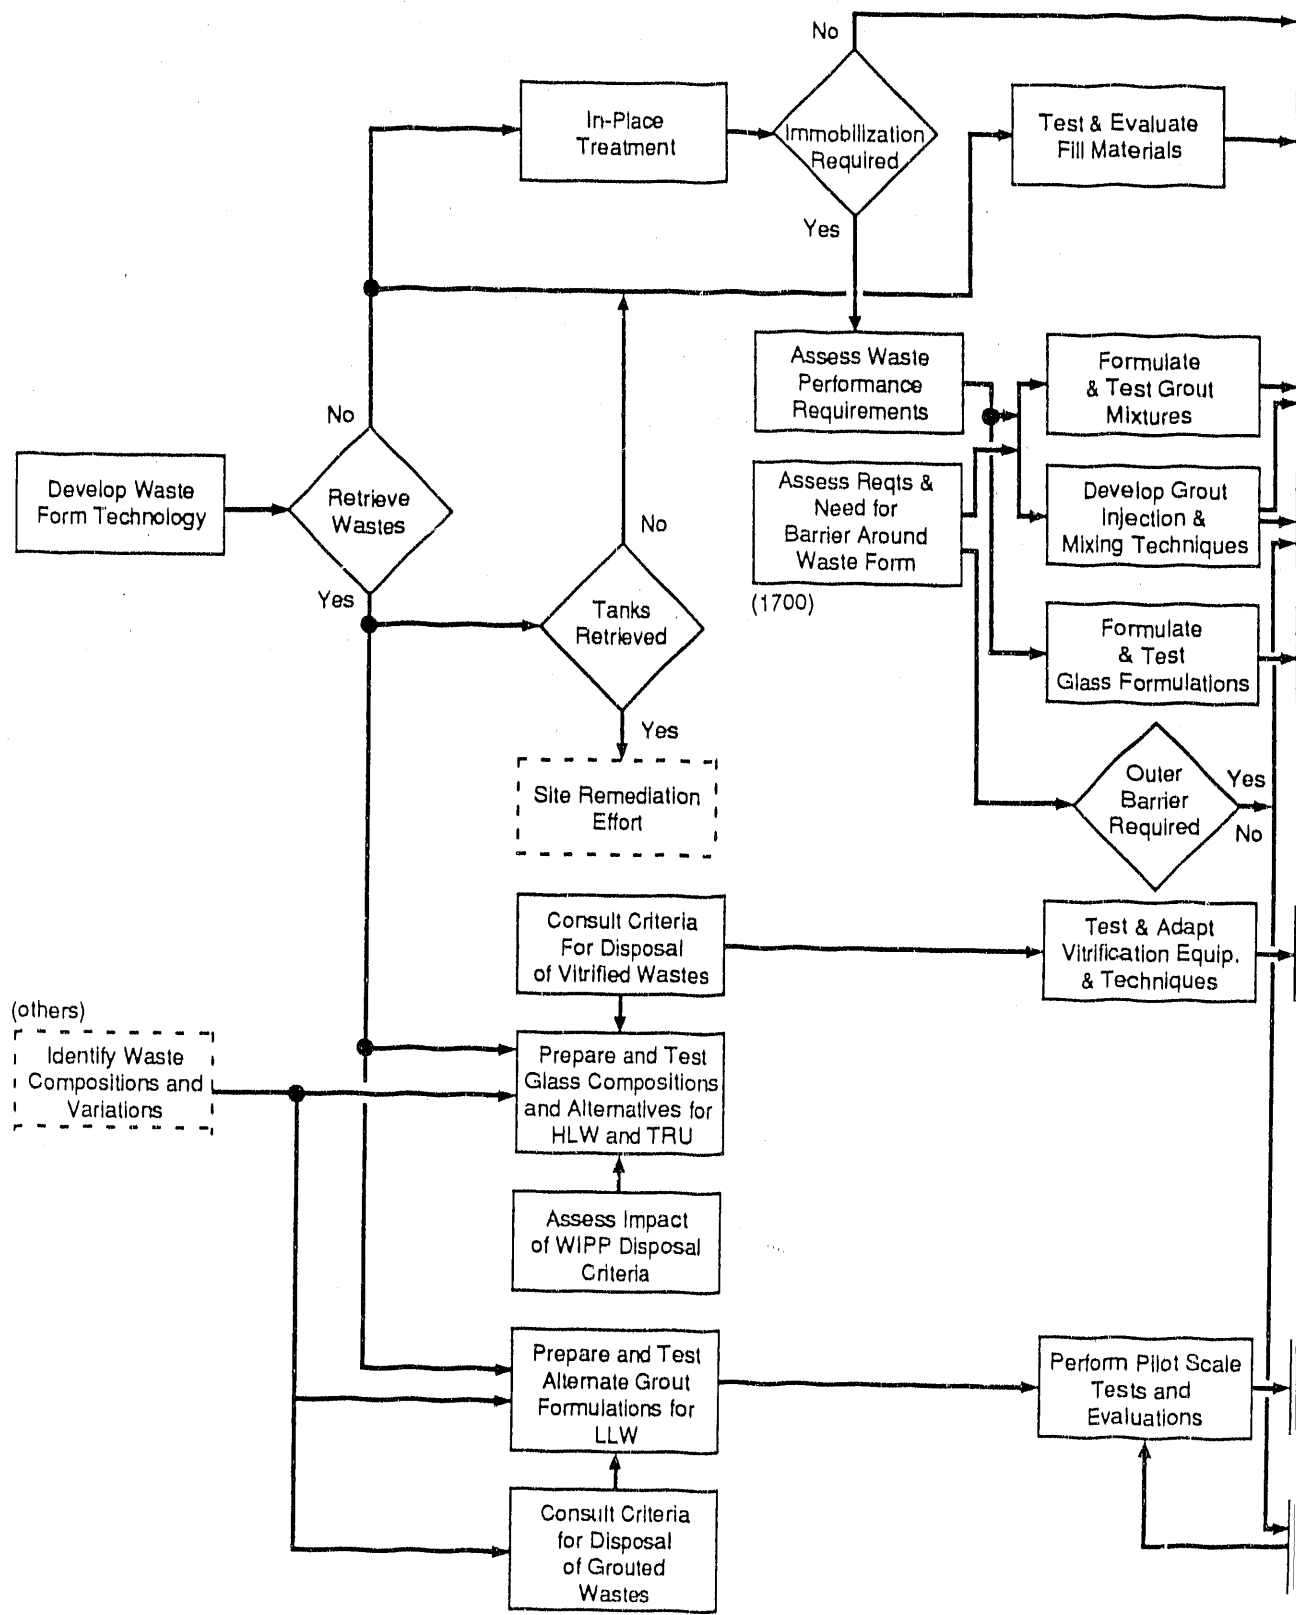 No
In-Place
Treatment
Immobilization
Required
Test & Evaluate
Fill Materials
Yes
Assess Waste
Performance
Requirements
Formulate
& Test Grout
Mixtures
No
Develop Waste
Form Technology
Retrieve
Wastes
Assess Reqts &
Need for
Barrier Around
Waste Form
(1700)
Develop Grout
Injection &
Mixing Techniques
No
Yes
Tanks
Retrieved
Formulate
& Test
Glass Formulations
Yes
Site Remediation
Effort
Outer
Barrier
Required
Yes
No
Consult Criteria
For Disposal
of Vitrified Wastes
Test & Adapt
Vitrification Equip.
& Techniques
(others)
Identify Waste
Compositions and
Variations
Prepare and Test
Glass Compositions
and Alternatives for
HLW and TRU
Assess Impact
of WIPP Disposal
Criteria
Prepare and Test
Alternate Grout
Formulations for
LLW
Perform Pilot Scale
Tests and
Evaluations
Consult Criteria
for Disposal
of Grouted
Wastes